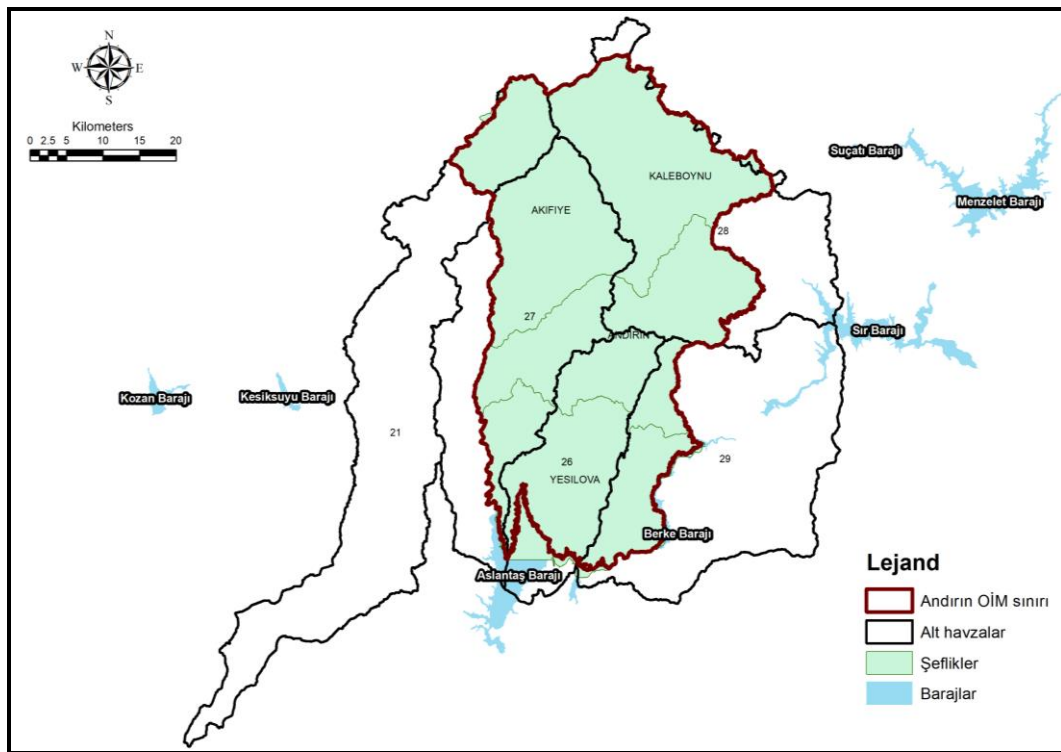 N
W E
S
Kilometers
0 2.5 5 10 15 20
Suçatı Barajı
KALEBOYNU
Menzelet Barajı
AKIFIYE
28
27
Sır Barajı
ANDIRIN
Kozan Barajı
Kesiksuyu Barajı
21
26
29
YESILOVA
Berke Barajı
Aslantaş Barajı
Lejand
Andırın OİM sınırı
Alt havzalar
Şeflikler
Barajlar